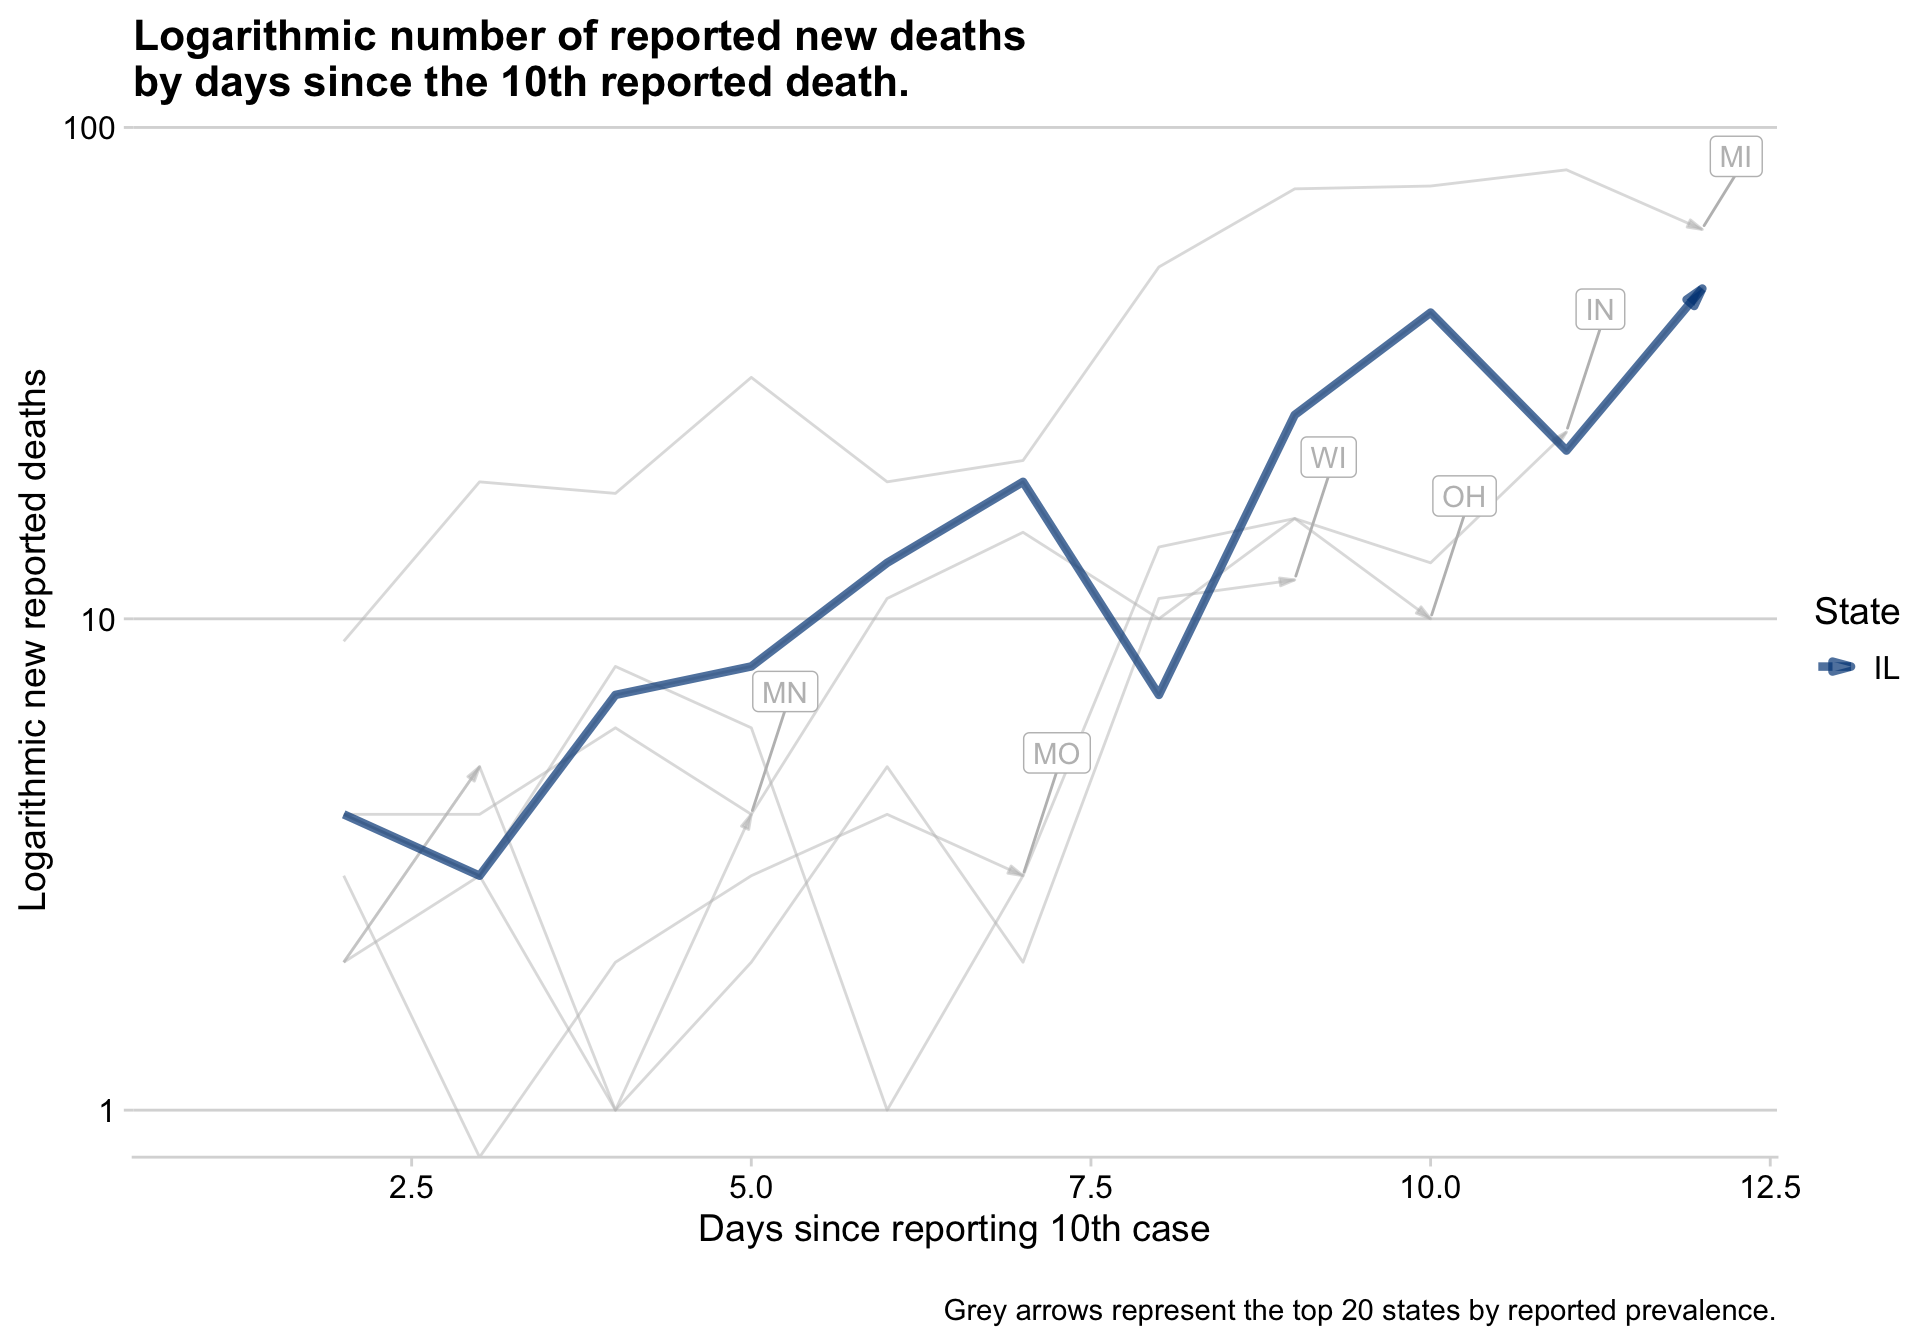 Logarithmic number of reported new deaths
by days since the 10th reported death.
100
10
1
Logarithmic new reported deaths
MI
IN
WI
OH
MN
MO
State
IL
2.5 5.0 7.5 10.0 12.5
Days since reporting 10th case
Grey arrows represent the top 20 states by reported prevalence.